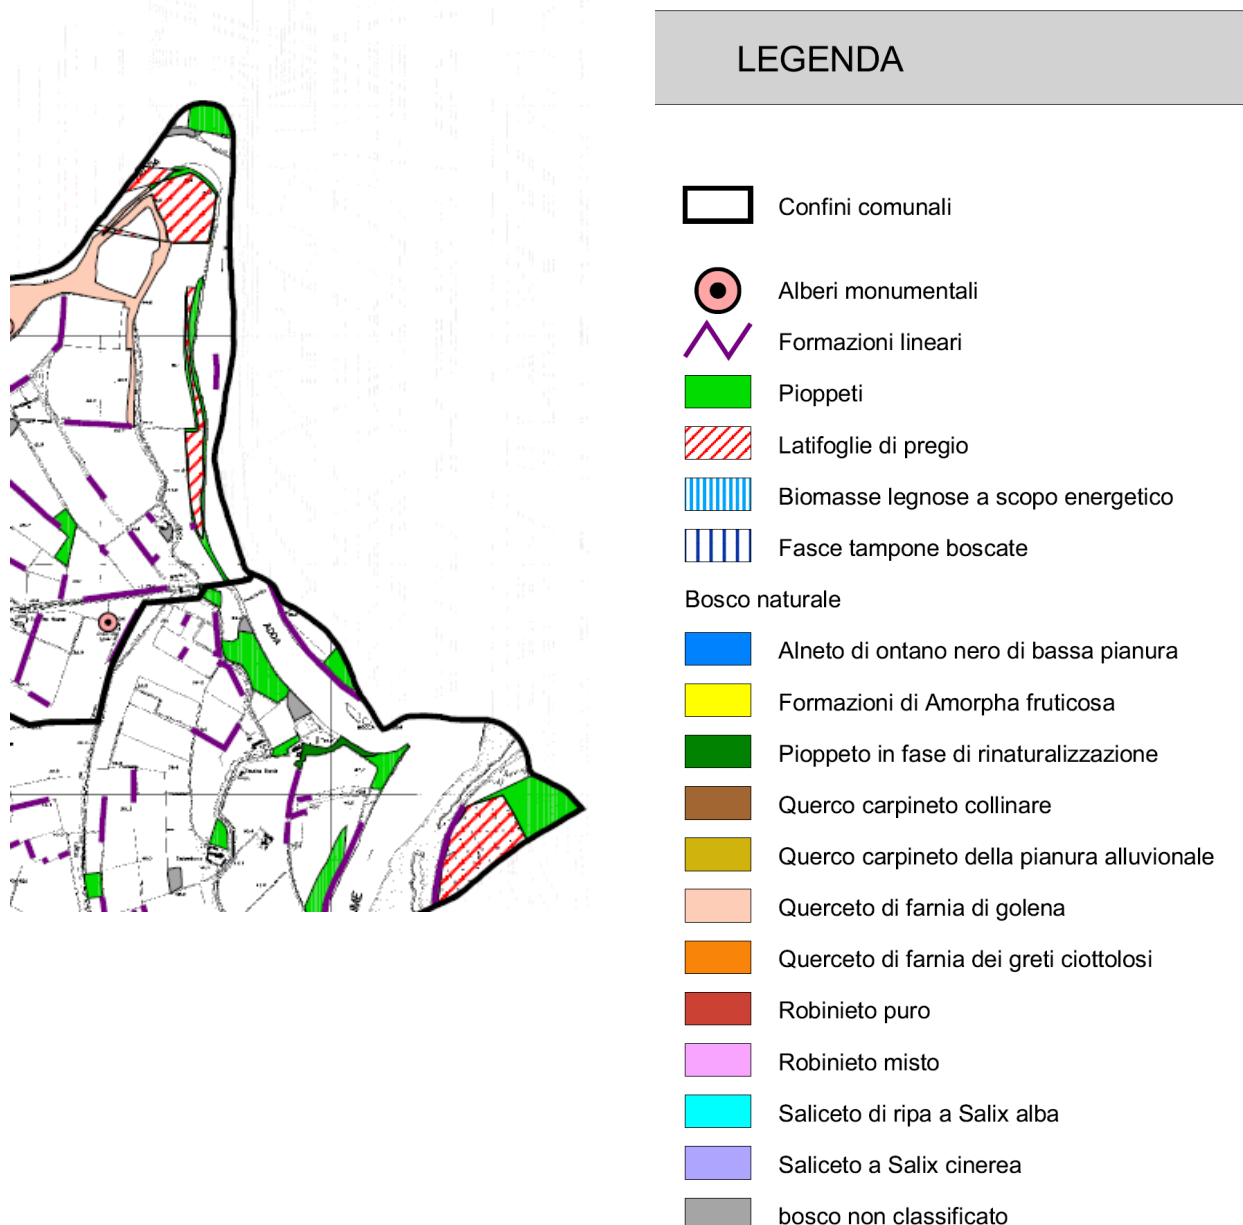 LEGENDA
Confini comunali
Alberi monumentali
Formazioni lineari
Pioppeti
Latifoglie di pregio
Biomasse legnose a scopo energetico
Fasce tampone boscate
Bosco naturale
Alneto di ontano nero di bassa pianura
Formazioni di Amorpha fruticosa
Pioppeto in fase di rinaturalizzazione
Querco carpineto collinare
Querco carpineto della pianura alluvionale
Querceto di farnia di golena
Querceto di farnia dei greti ciottolosi
Robinieto puro
Robinieto misto
Saliceto di ripa a Salix alba
Saliceto a Salix cinerea
bosco non classificato
ADDA